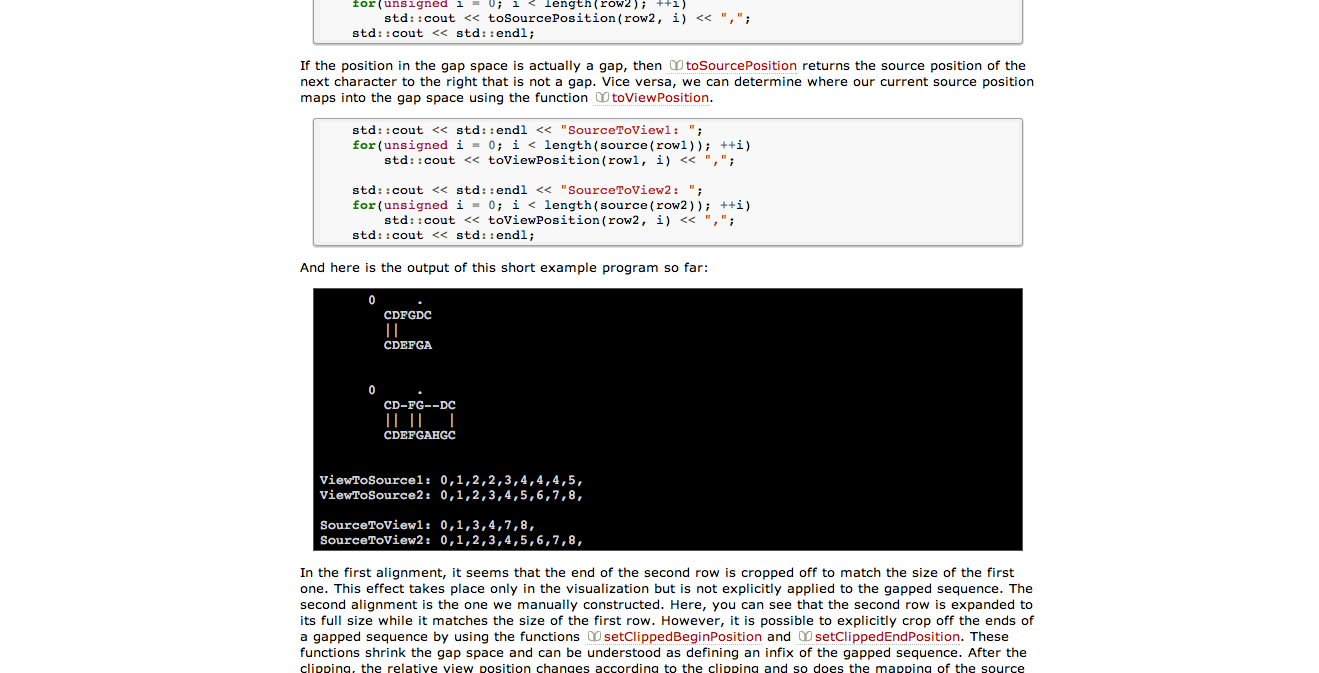 for(unsigned i = 0; i < length(row2); ++i)
std::cout << toSourcePosition(row2, i) << ",";
std::cout << std::endl;
If the position in the gap space is actually a gap, then toSourcePosition returns the source position of the
next character to the right that is not a gap. Vice versa, we can determine where our current source position
maps into the gap space using the function toViewPosition.
std::cout << std::endl << "SourceToView1: ";
for(unsigned i = 0; i < length(source(row1)); ++i)
std::cout << toViewPosition(row1, i) << ",";
std::cout << std::endl << "SourceToView2: ";
for(unsigned i = 0; i < length(source(row2)); ++i)
std::cout << toViewPosition(row2, i) << ",";
std::cout << std::endl;
And here is the output of this short example program so far:
0 .
CDFGDC
||
CDEFGA
0 .
CD-FG--DC
|| || |
CDEFGAHGC
ViewToSource1: 0,1,2,2,3,4,4,4,5,
ViewToSource2: 0,1,2,3,4,5,6,7,8,
SourceToView1: 0,1,3,4,7,8,
SourceToView2: 0,1,2,3,4,5,6,7,8,
In the first alignment, it seems that the end of the second row is cropped off to match the size of the first
one. This effect takes place only in the visualization but is not explicitly applied to the gapped sequence. The
second alignment is the one we manually constructed. Here, you can see that the second row is expanded to
its full size while it matches the size of the first row. However, it is possible to explicitly crop off the ends of
a gapped sequence by using the functions setClippedBeginPosition and setClippedEndPosition. These
functions shrink the gap space and can be understood as defining an infix of the gapped sequence. After the
clipping, the relative view position changes according to the clipping and so does the mapping of the source